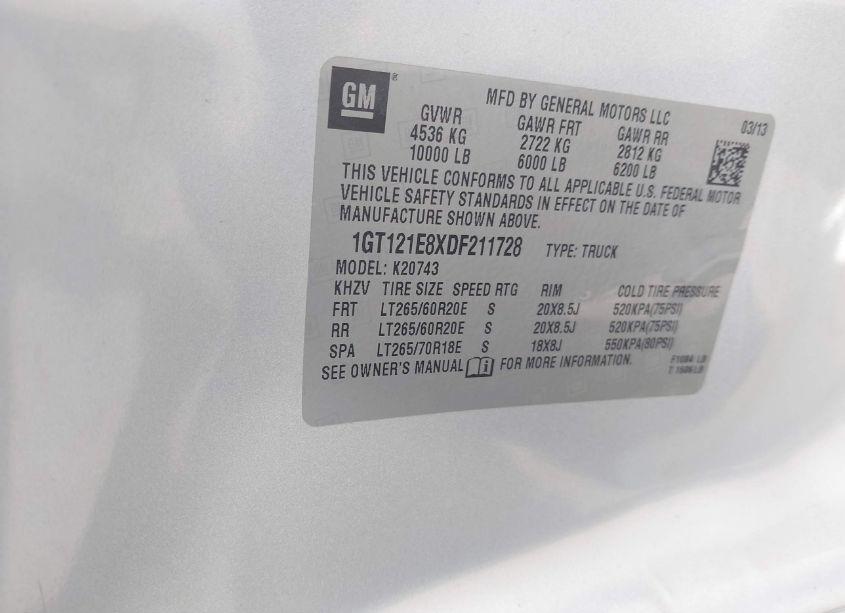 GM®
MFD BY GENERAL MOTORS LLC 03/13
GVWR GAWR FRT GAWR RR
4536 KG 2722 KG 2812 KG
10000 LB 6000 LB 6200 LB
THIS VEHICLE CONFORMS TO ALL APPLICABLE U.S. FEDERAL MOTOR
VEHICLE SAFETY STANDARDS IN EFFECT ON THE DATE OF
MANUFACTURE SHOWN ABOVE.
1GT121E8XDF211728 TYPE: TRUCK
MODEL: K20743
KHZV TIRE SIZE SPEED RTG RIM COLD TIRE PRESSURE
FRT LT265/60R20E S 20X8.5J 520KPA(75PSI)
RR LT265/60R20E S 20X8.5J 520KPA(75PSI)
SPA LT265/70R18E S 18X8J 550KPA(80PSI)
SEE OWNER'S MANUAL FOR MORE INFORMATION.